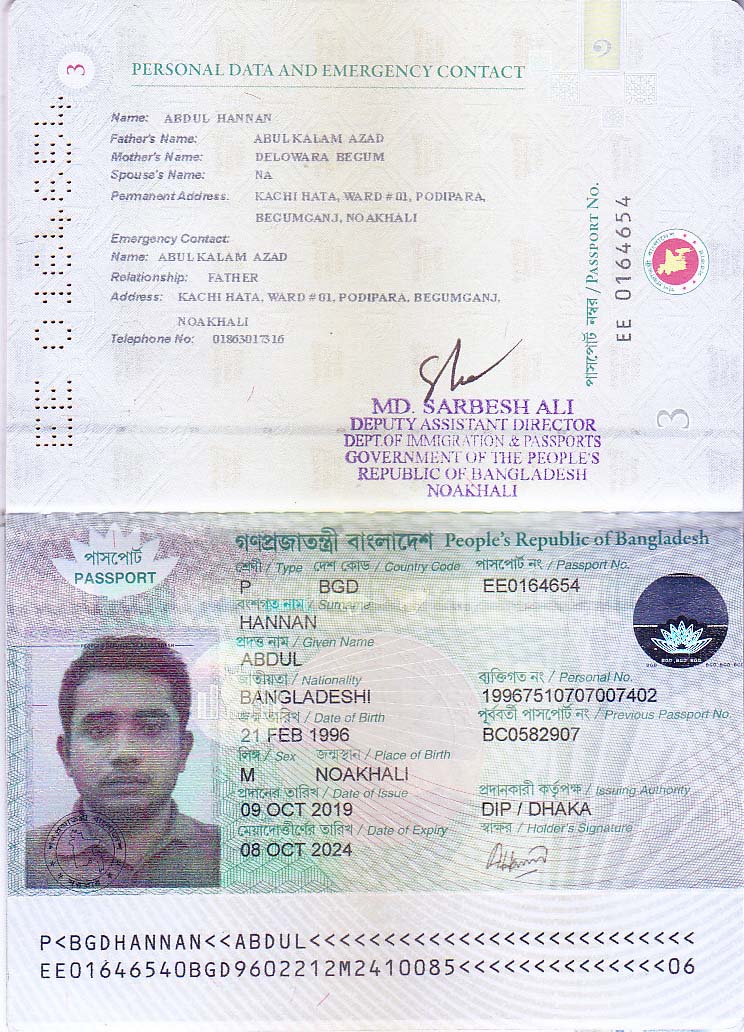 3
PERSONAL DATA AND EMERGENCY CONTACT
Name: ABDUL HANNAN
Father's Name: ABUL KALAM AZAD
Mother's Name: DELOWARA BEGUM
Spouse's Name: NA
Permanent Address: KACHI HATA, WARD # 01, PODIPARA,
BEGUMGANJ, NOAKHALI
Emergency Contact:
Name: ABUL KALAM AZAD
Relationship: FATHER
Address: KACHI HATA, WARD # 01, PODIPARA, BEGUMGANJ,
NOAKHALI
Telephone No: 01863017316
EE 0164654
পাসপোর্ট নম্বর /PASSPORT No.
EE 0164654
3
MD. SARBESH ALI
DEPUTY ASSISTANT DIRECTOR
DEPT.OF IMMIGRATION & PASSPORTS
GOVERNMENT OF THE PEOPLE'S
REPUBLIC OF BANGLADESH
NOAKHALI
গণপ্রজাতন্ত্রী বাংলাদেশ People's Republic of Bangladesh
পাসপোর্ট
PASSPORT
শ্রেণী / Type দেশ কোড / Country Code পাসপোর্ট নং / Passport No.
P BGD EE0164654
বংশগত নাম / Surname
HANNAN
প্রদত্ত নাম / Given Name
ABDUL
জাতীয়তা / Nationality ব্যক্তিগত নং / Personal No.
BANGLADESHI 19967510707007402
জন্ম তারিখ / Date of Birth পূর্ববর্তী পাসপোর্ট নং / Previous Passport No.
21 FEB 1996 BC0582907
লিঙ্গ / Sex জন্মস্থান / Place of Birth
M NOAKHALI
প্রদানের তারিখ / Date of Issue প্রদানকারী কর্তৃপক্ষ / Issuing Authority
09 OCT 2019 DIP / DHAKA
মেয়াদোত্তীর্ণের তারিখ / Date of Expiry স্বাক্ষর / Holder's Signature
08 OCT 2024
P<BGDHANNAN<<ABDUL<<<<<<<<<<<<<<<<<<<<<<<<<<
EE01646540BGD9602212M2410085<<<<<<<<<<<<<<06